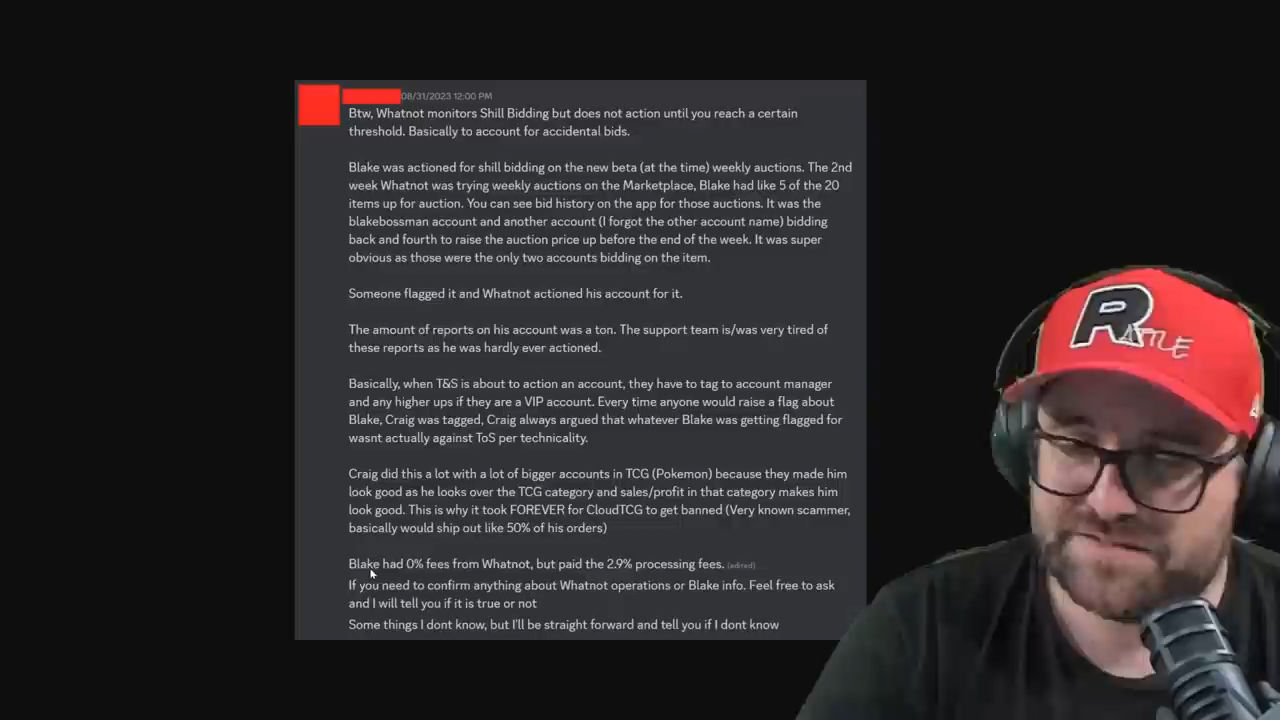 08/31/2023 12:00 PM
Btw, Whatnot monitors Shill Bidding but does not action until you reach a certain
threshold. Basically to account for accidental bids.
Blake was actioned for shill bidding on the new beta (at the time) weekly auctions. The 2nd
week Whatnot was trying weekly auctions on the Marketplace, Blake had like 5 of the 20
items up for auction. You can see bid history on the app for those auctions. It was the
blakebossman account and another account (I forgot the other account name) bidding
back and fourth to raise the auction price up before the end of the week. It was super
obvious as those were the only two accounts bidding on the item.
Someone flagged it and Whatnot actioned his account for it.
The amount of reports on his account was a ton. The support team is/was very tired of
these reports as he was hardly ever actioned.
Basically, when T&S is about to action an account, they have to tag to account manager
and any higher ups if they are a VIP account. Every time anyone would raise a flag about
Blake, Craig was tagged, Craig always argued that whatever Blake was getting flagged for
wasnt actually against ToS per technicality.
Craig did this a lot with a lot of bigger accounts in TCG (Pokemon) because they made him
look good as he looks over the TCG category and sales/profit in that category makes him
look good. This is why it took FOREVER for CloudTCG to get banned (Very known scammer,
basically would ship out like 50% of his orders)
Blake had 0% fees from Whatnot, but paid the 2.9% processing fees. (edited)
If you need to confirm anything about Whatnot operations or Blake info. Feel free to ask
and I will tell you if it is true or not
Some things I dont know, but I'll be straight forward and tell you if I dont know
R